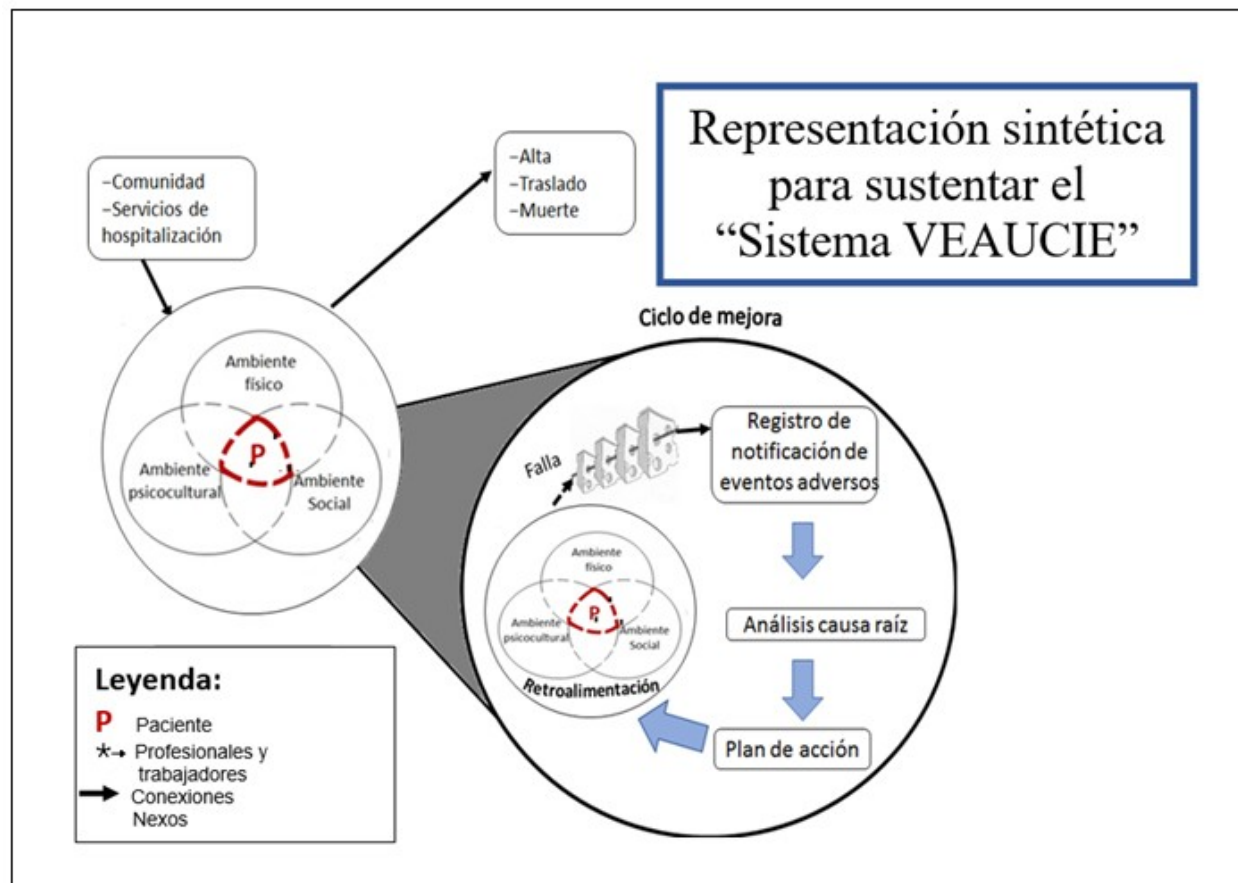 Representación sintética
para sustentar el
“Sistema VEAUCIE”
–Comunidad
–Servicios de
hospitalización
–Alta
–Traslado
–Muerte
Ambiente
físico
P
Ambiente
psicocultural
Ambiente
Social
Ciclo de mejora
Falla
Registro de
notificación de
eventos adversos
Análisis causa raíz
Plan de acción
Ambiente
físico
P
Ambiente
psicocultural
Ambiente
Social
Retroalimentación
Leyenda:
P Paciente
* Profesionales y
trabajadores
Conexiones
Nexos